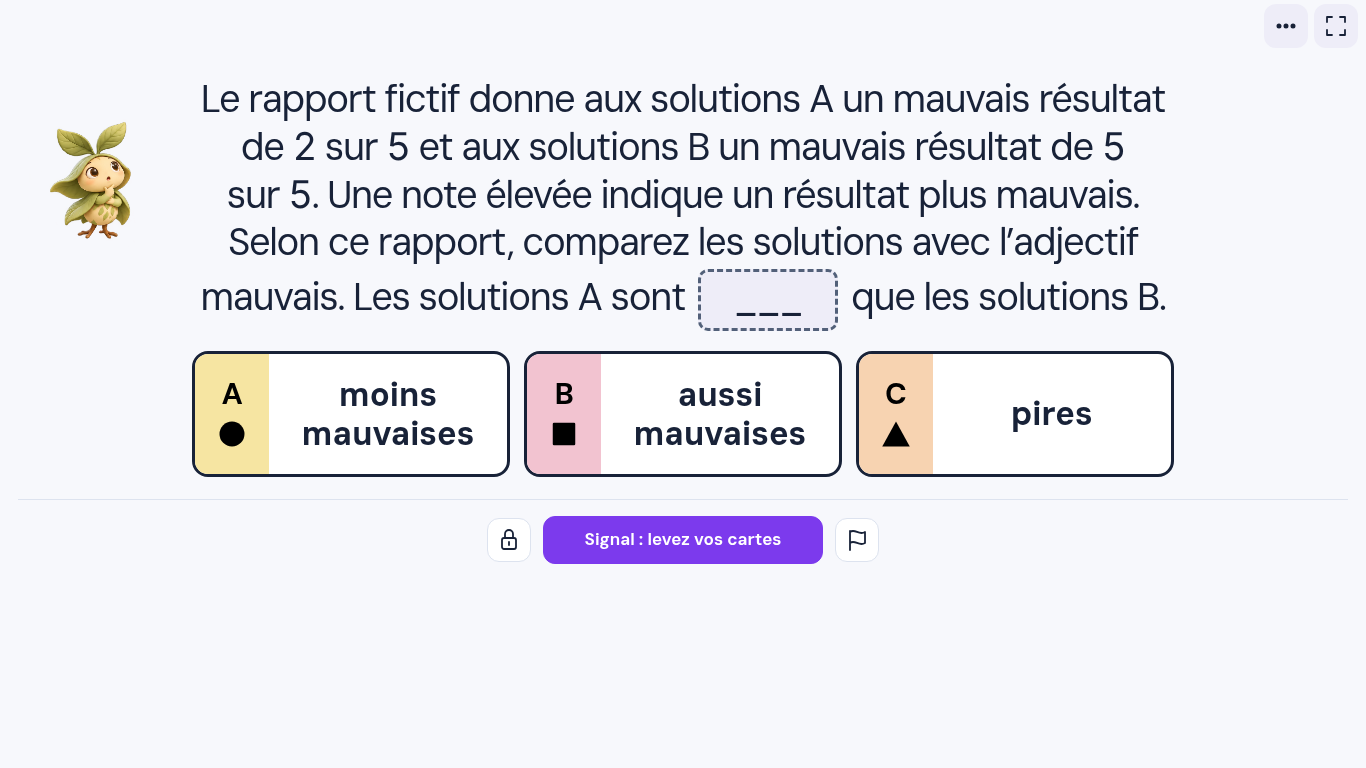 Le rapport fictif donne aux solutions A un mauvais résultat
de 2 sur 5 et aux solutions B un mauvais résultat de 5
sur 5. Une note élevée indique un résultat plus mauvais.
Selon ce rapport, comparez les solutions avec l’adjectif
mauvais. Les solutions A sont ___ que les solutions B.
A
moins
mauvaises
B
aussi
mauvaises
C
pires
Signal : levez vos cartes